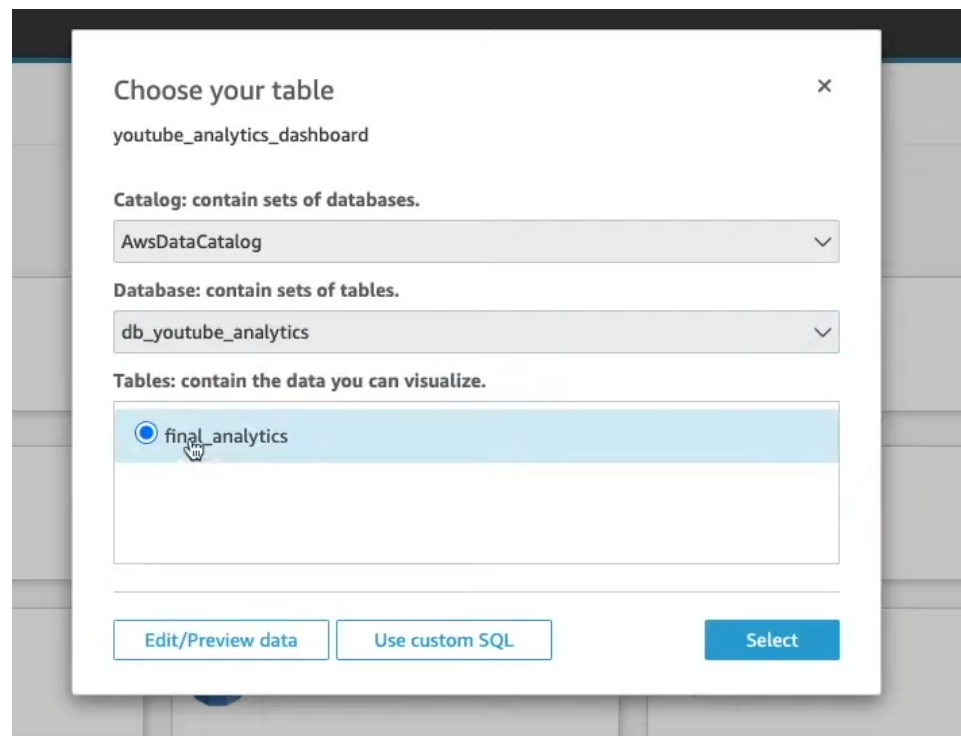 Choose your table
youtube_analytics_dashboard
Catalog: contain sets of databases.
AwsDataCatalog
Database: contain sets of tables.
db_youtube_analytics
Tables: contain the data you can visualize.
final_analytics
Edit/Preview data
Use custom SQL
Select